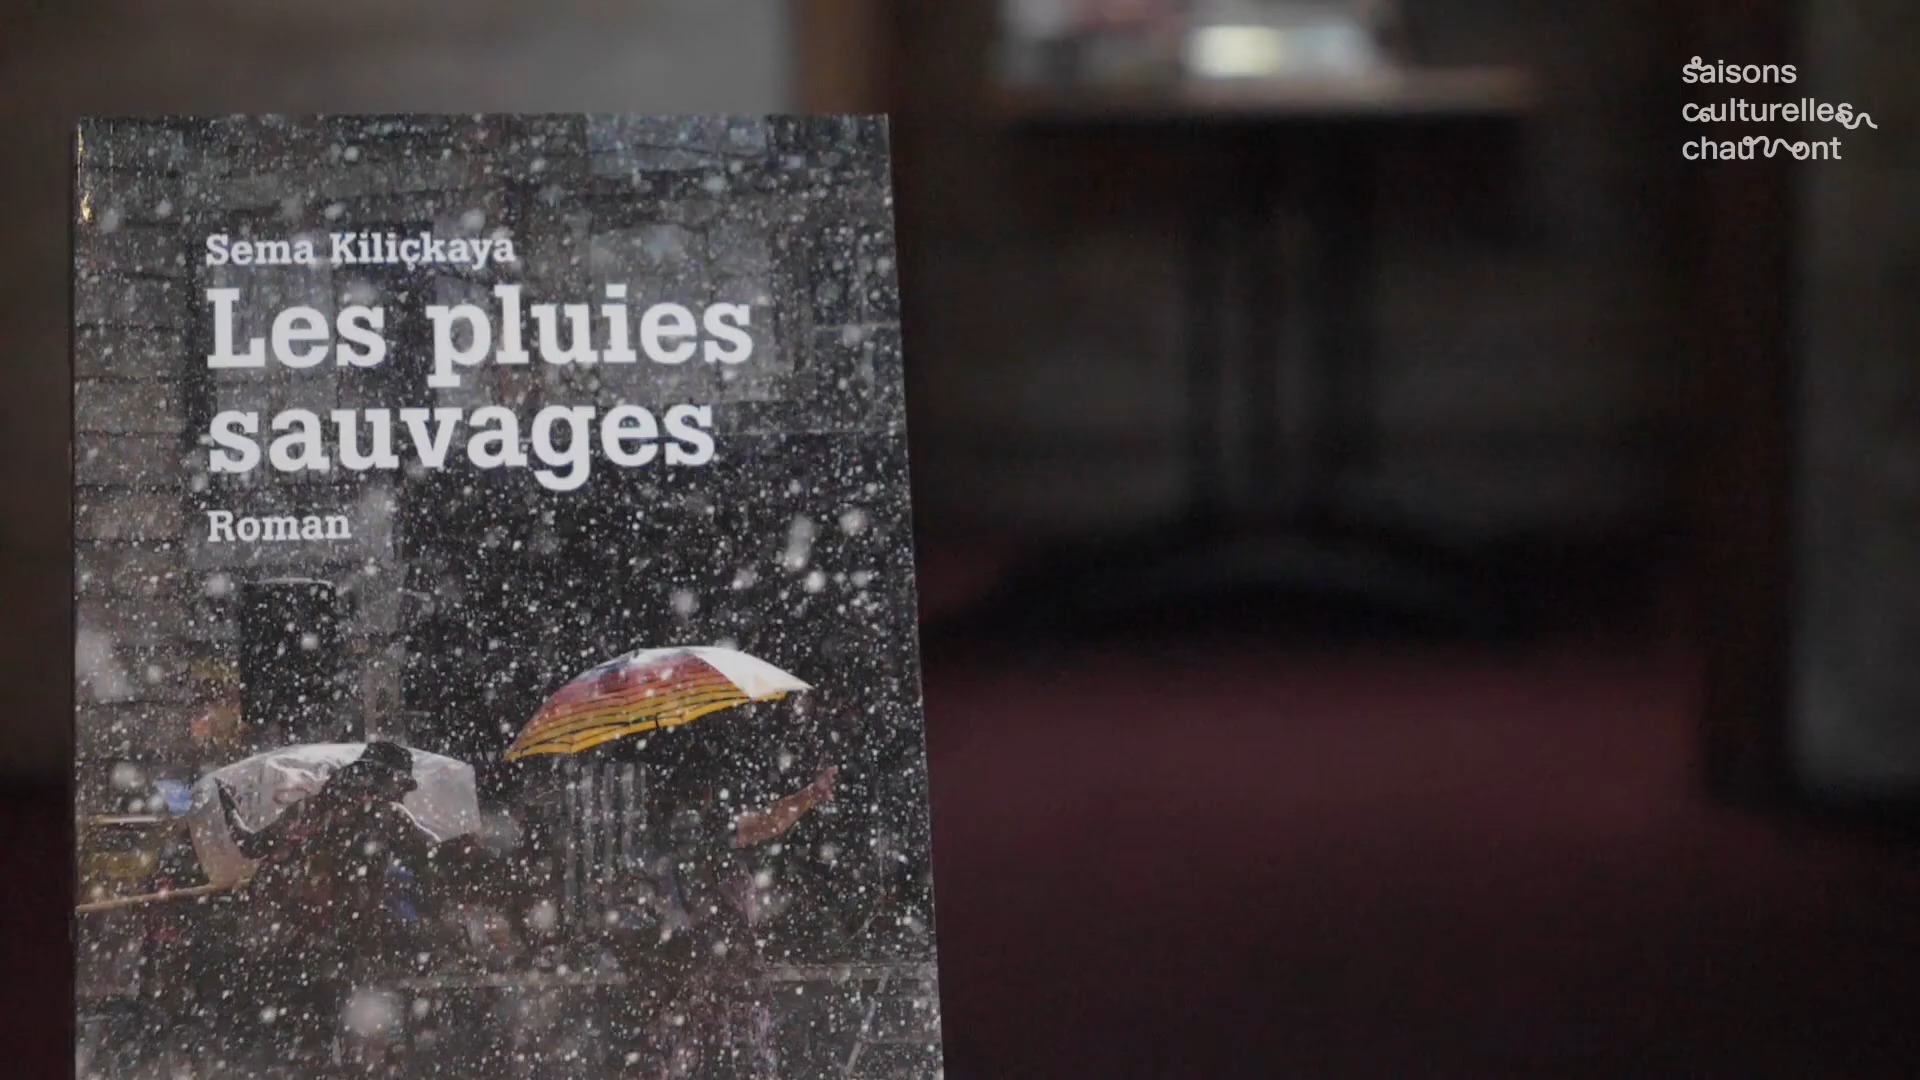 Sema Kiliçkaya
Les pluies
sauvages
Roman
saisons
culturelles
chaumont